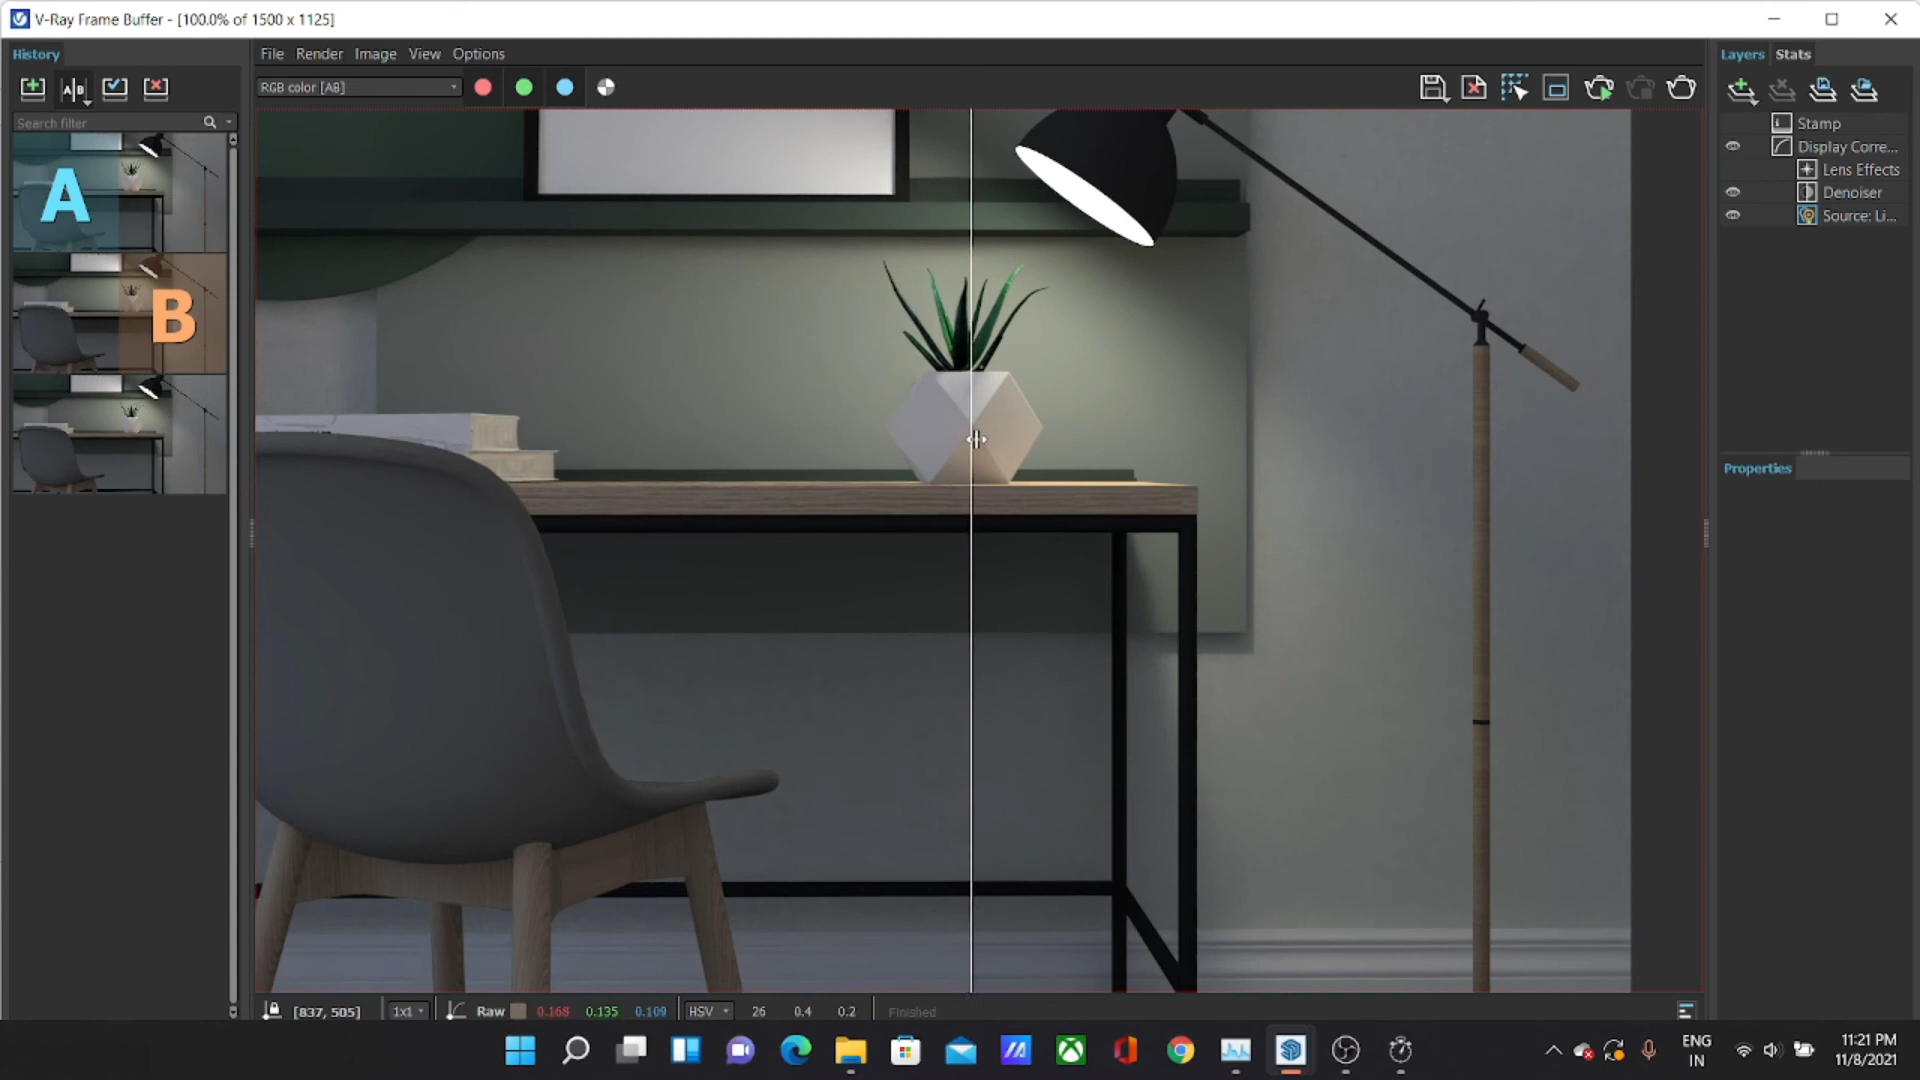 V-Ray Frame Buffer - [100.0% of 1500 x 1125]
History
File Render Image View Options
Layers Stats
A|B
RGB color [AB]
Search filter
Stamp
Display Corre...
Lens Effects
Denoiser
Source: Li...
A
B
Properties
[837, 505] 1x1 Raw 0.168 0.135 0.109 HSV 26 0.4 0.2 Finished
ENG
IN
11:21 PM
11/8/2021